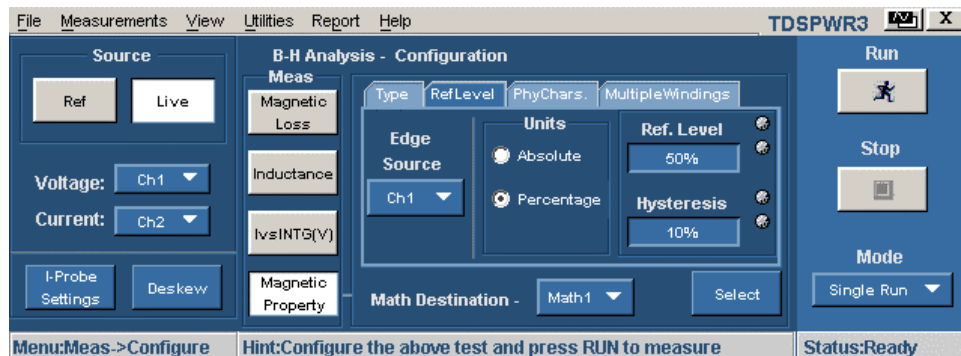 File Measurements View Utilities Report Help TDSPWR3 X
Source
Ref Live
Voltage: Ch1
Current: Ch2
I-Probe
Settings
Deskew
B-H Analysis - Configuration
Meas
Magnetic
Loss
Inductance
IvsINTG(V)
Magnetic
Property
Type RefLevel PhyChars. MultipleWindings
Edge
Source
Ch1
Units
Absolute
Percentage
Ref. Level
50%
Hysteresis
10%
Math Destination - Math1 Select
Run
Stop
Mode
Single Run
Menu:Meas->Configure Hint:Configure the above test and press RUN to measure Status:Ready